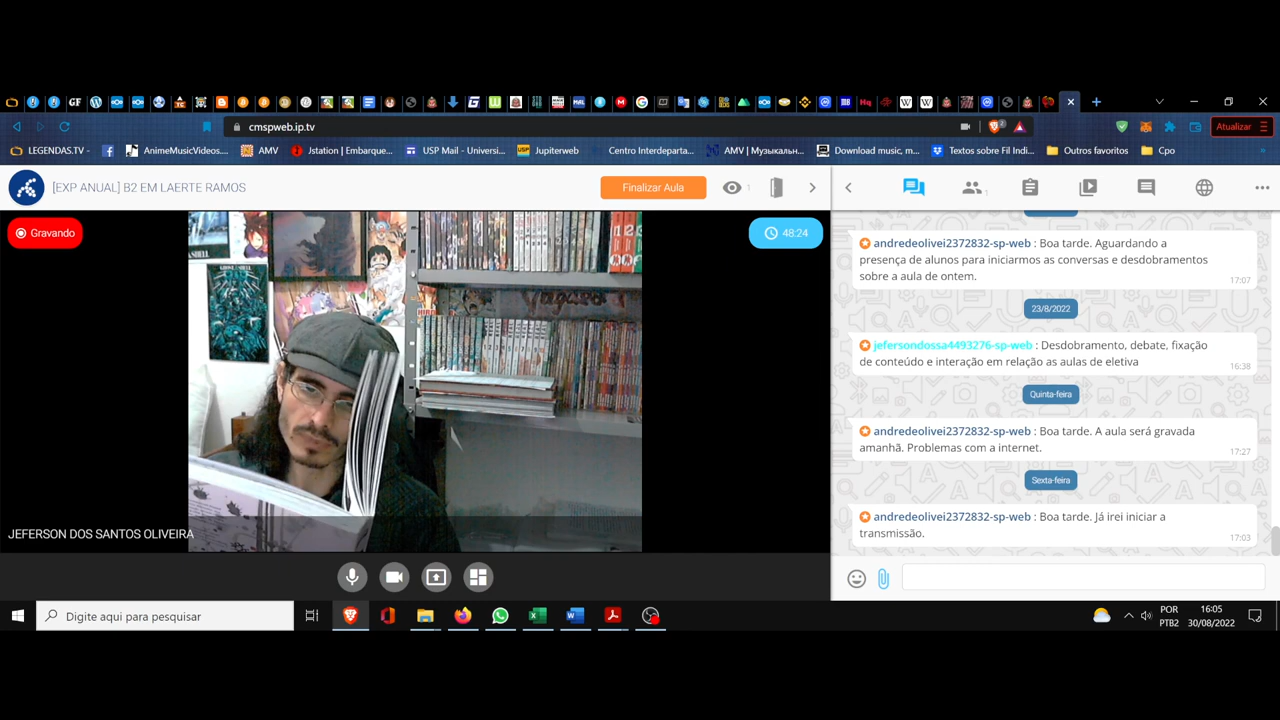 cmspweb.ip.tv
Atualizar
LEGENDAS.TV -
AnimeMusicVideos....
AMV
Jstation | Embarque...
USP Mail - Universi...
Jupiterweb
Centro Interdeparta...
AMV | Музыкальн...
Download music, m...
Textos sobre Fil Indi...
Outros favoritos
Cpo
[EXP ANUAL] B2 EM LAERTE RAMOS
Finalizar Aula
1
1
Gravando
48:24
JEFERSON DOS SANTOS OLIVEIRA
andredeolivei2372832-sp-web : Boa tarde. Aguardando a
presença de alunos para iniciarmos as conversas e desdobramentos
sobre a aula de ontem.
17:07
23/8/2022
jefersondossa4493276-sp-web : Desdobramento, debate, fixação
de conteúdo e interação em relação as aulas de eletiva
16:38
Quinta-feira
andredeolivei2372832-sp-web : Boa tarde. A aula será gravada
amanhã. Problemas com a internet.
17:27
Sexta-feira
andredeolivei2372832-sp-web : Boa tarde. Já irei iniciar a
transmissão.
17:03
Digite aqui para pesquisar
POR
PTB2
16:05
30/08/2022